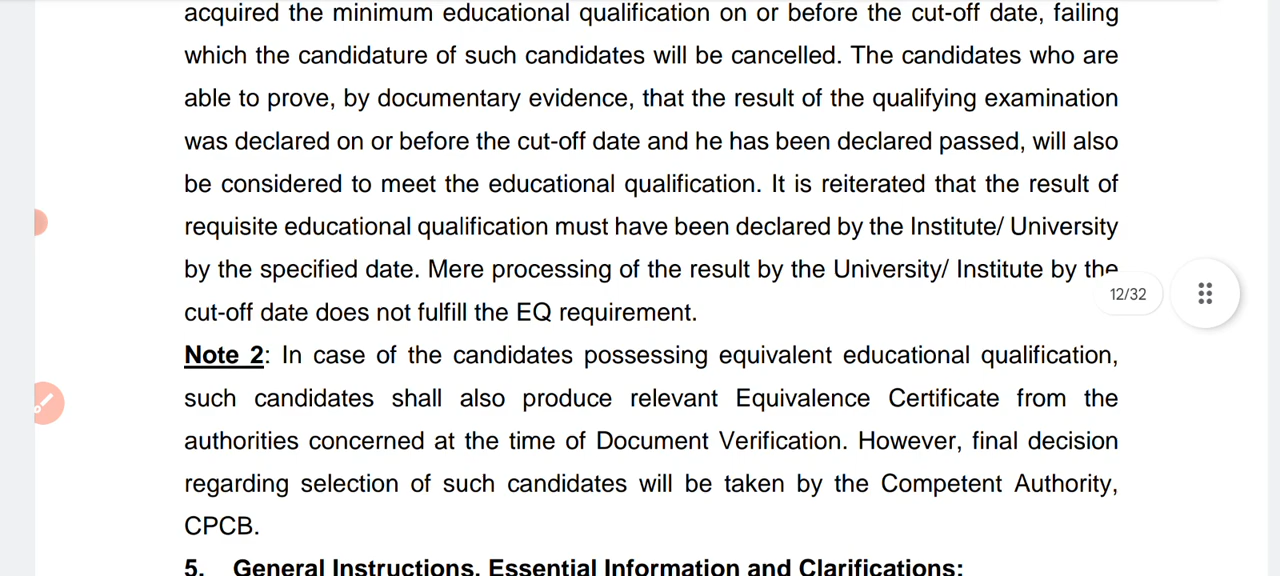 acquired the minimum educational qualification on or before the cut-off date, failing
which the candidature of such candidates will be cancelled. The candidates who are
able to prove, by documentary evidence, that the result of the qualifying examination
was declared on or before the cut-off date and he has been declared passed, will also
be considered to meet the educational qualification. It is reiterated that the result of
requisite educational qualification must have been declared by the Institute/ University
by the specified date. Mere processing of the result by the University/ Institute by the
12/32
cut-off date does not fulfill the EQ requirement.
Note 2: In case of the candidates possessing equivalent educational qualification,
such candidates shall also produce relevant Equivalence Certificate from the
authorities concerned at the time of Document Verification. However, final decision
regarding selection of such candidates will be taken by the Competent Authority,
CPCB.
5. General Instructions, Essential Information and Clarifications: